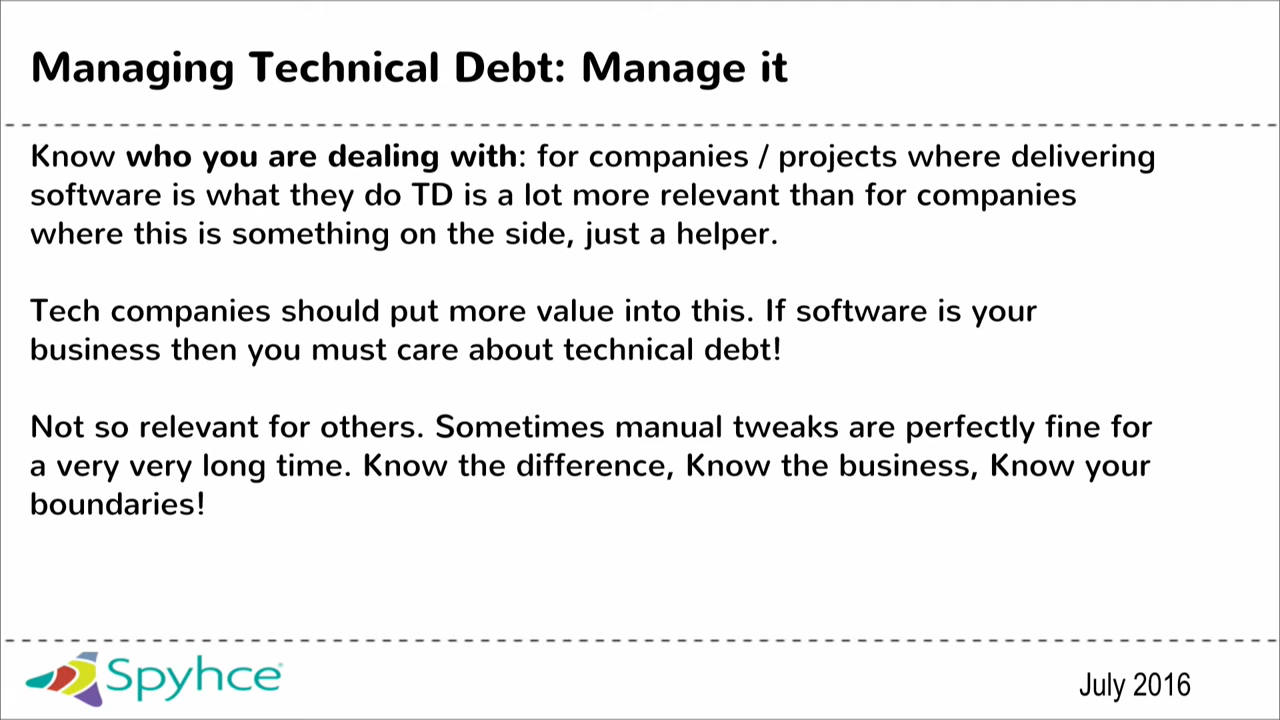 Managing Technical Debt: Manage it
Know who you are dealing with: for companies / projects where delivering
software is what they do TD is a lot more relevant than for companies
where this is something on the side, just a helper.
Tech companies should put more value into this. If software is your
business then you must care about technical debt!
Not so relevant for others. Sometimes manual tweaks are perfectly fine for
a very very long time. Know the difference, Know the business, Know your
boundaries!
Spyhce
July 2016